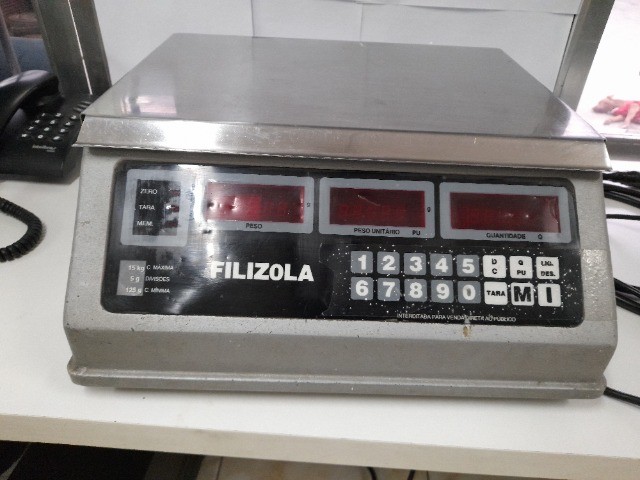 ZERO
TARA
MEM.
g
g
PESO
PESO UNITÁRIO PU
QUANTIDADE Q
15 kg C MÁXIMA
5 g DIVISÕES
125 g C MÍNIMA
FILIZOLA
1 2 3 4 5 D C Q PU LIG. DES.
6 7 8 9 0 TARA M I
INTERDITADA PARA VENDA DIRETA AO PÚBLICO